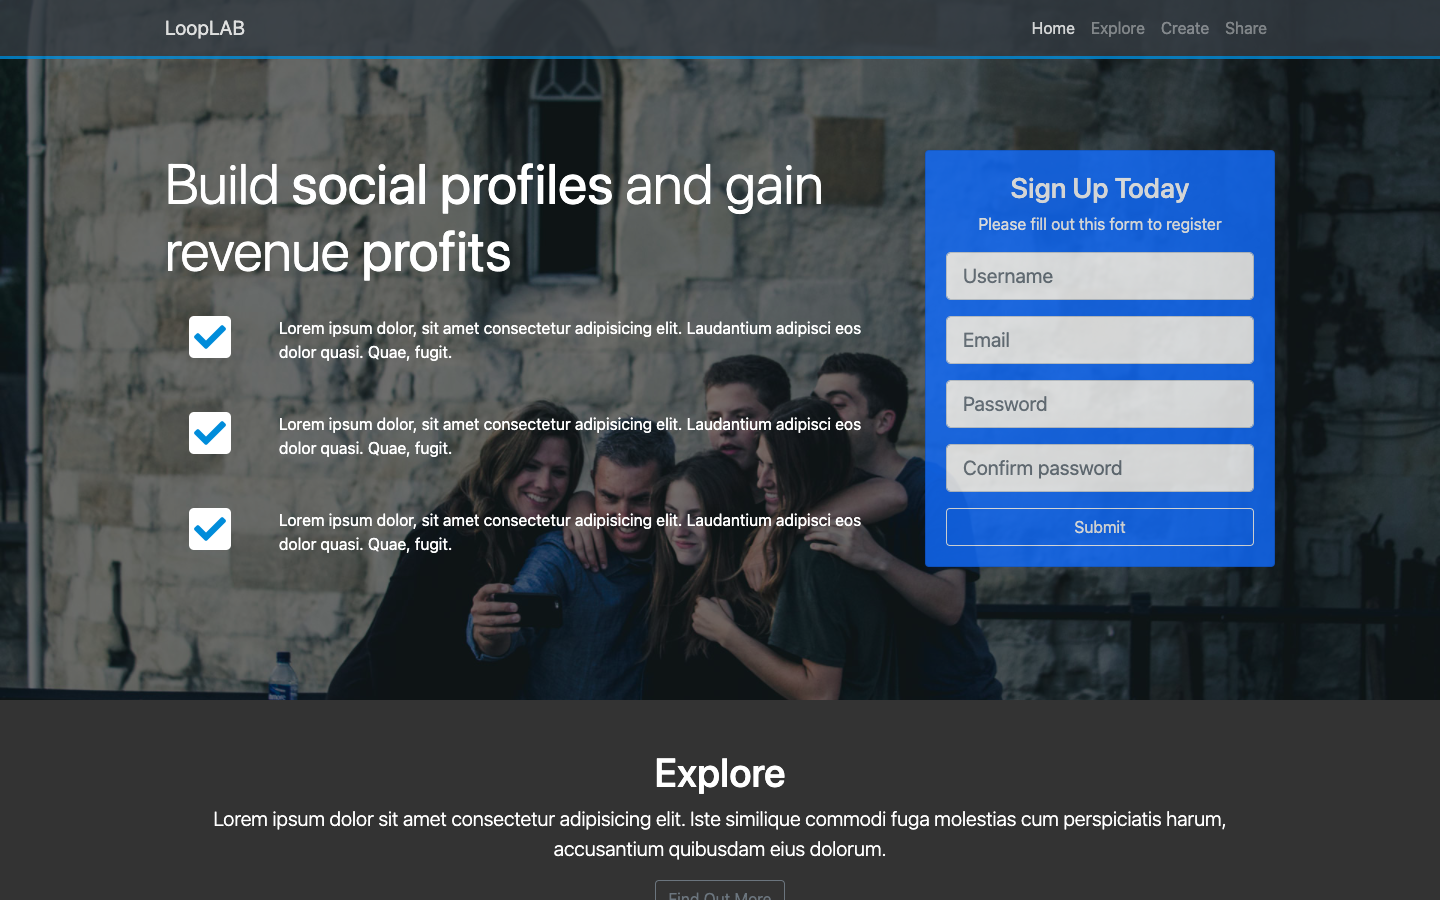 LoopLAB
Home Explore Create Share
Build social profiles and gain
revenue profits
Lorem ipsum dolor, sit amet consectetur adipisicing elit. Laudantium adipisci eos
dolor quasi. Quae, fugit.
Lorem ipsum dolor, sit amet consectetur adipisicing elit. Laudantium adipisci eos
dolor quasi. Quae, fugit.
Lorem ipsum dolor, sit amet consectetur adipisicing elit. Laudantium adipisci eos
dolor quasi. Quae, fugit.
Sign Up Today
Please fill out this form to register
Username
Email
Password
Confirm password
Submit
Explore
Lorem ipsum dolor sit amet consectetur adipisicing elit. Iste similique commodi fuga molestias cum perspiciatis harum,
accusantium quibusdam eius dolorum.
Find Out More